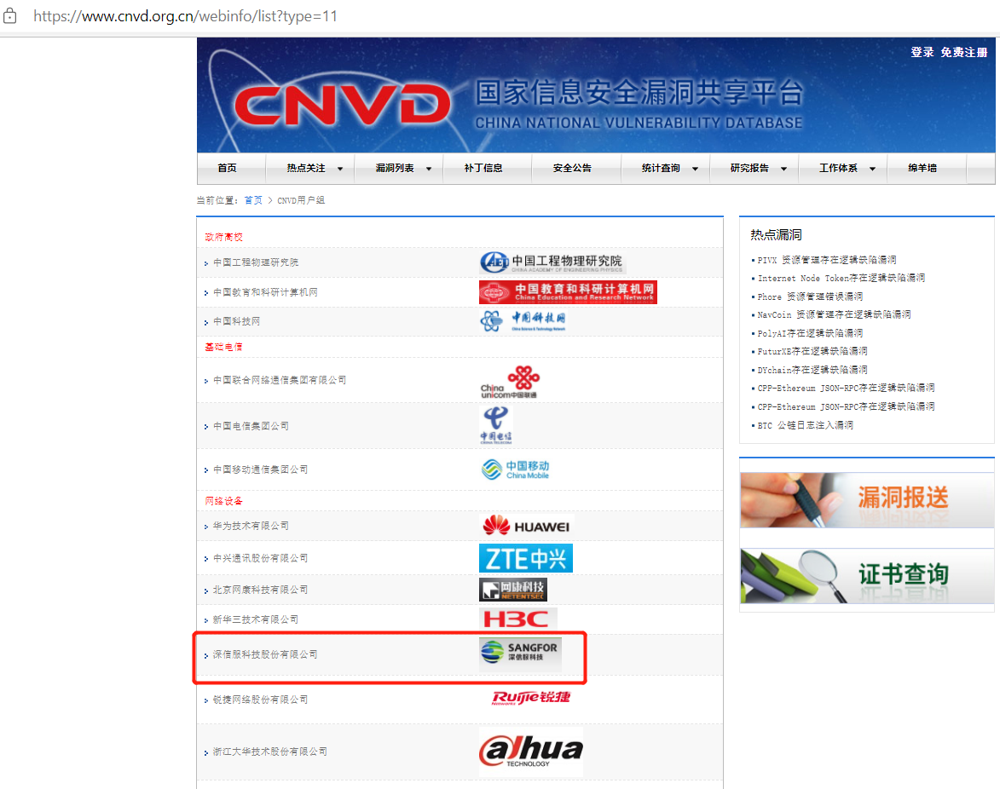 https://www.cnvd.org.cn/webinfo/list?type=11
登录 免费注册
CNVD 国家信息安全漏洞共享平台
CHINA NATIONAL VULNERABILITY DATABASE
首页 热点关注 漏洞列表 补丁信息 安全公告 统计查询 研究报告 工作体系 绵羊墙
当前位置： 首页 > CNVD用户组
政府高校
中国工程物理研究院
CAEP 中国工程物理研究院
CHINA ACADEMY OF ENGINEERING PHYSICS
中国教育和科研计算机网
中国教育和科研计算机网
China Education and Research Network
中国科技网
中国科技网
China Science & Technology Network
基础电信
中国联合网络通信集团有限公司
China
unicom中国联通
中国电信集团公司
中国电信
CHINA TELECOM
中国移动通信集团公司
中国移动
China Mobile
网络设备
华为技术有限公司
HUAWEI
中兴通讯股份有限公司
ZTE中兴
北京网康科技有限公司
网康科技
NETENTSEC
新华三技术有限公司
H3C
深信服科技股份有限公司
SANGFOR
深信服科技
锐捷网络股份有限公司
Ruijie锐捷
Networks
浙江大华技术股份有限公司
alhua
TECHNOLOGY
热点漏洞
PIVX 资源管理存在逻辑缺陷漏洞
Internet Node Token存在逻辑缺陷漏洞
Phore 资源管理错误漏洞
NavCoin 资源管理存在逻辑缺陷漏洞
PolyAI存在逻辑缺陷漏洞
FuturXE存在逻辑缺陷漏洞
DYchain存在逻辑缺陷漏洞
CPP-Ethereum JSON-RPC存在逻辑缺陷漏洞
CPP-Ethereum JSON-RPC存在逻辑缺陷漏洞
BTC 公链日志注入漏洞
漏洞报送
证书查询